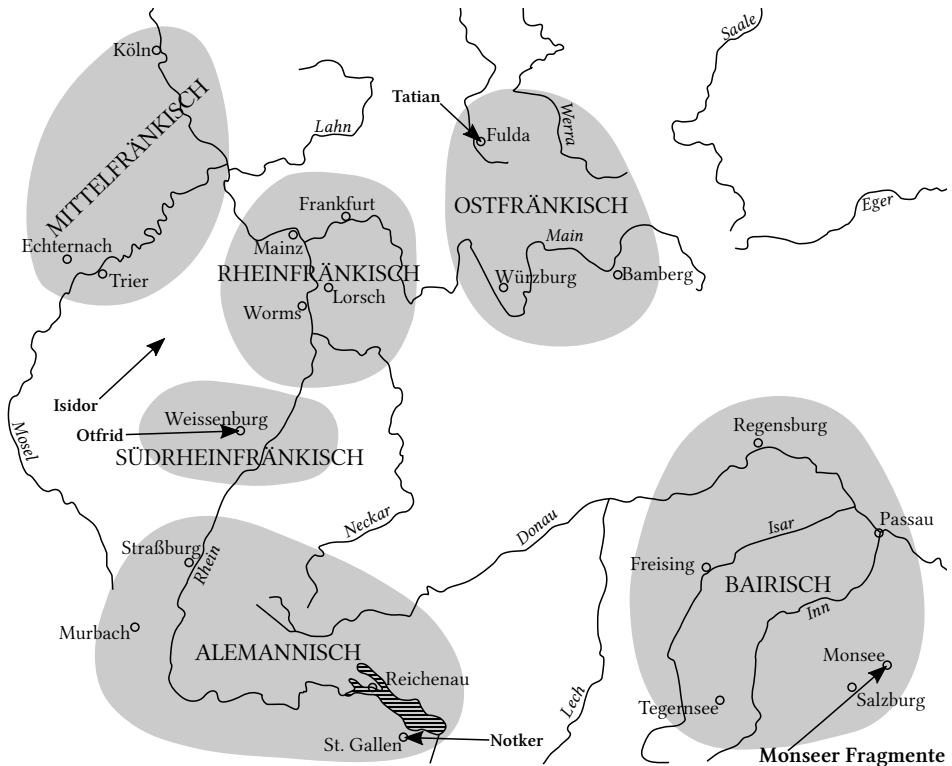 Saale
Köln
MITTELFRÄNKISCH
Tatian
Werra
Lahn
Fulda
Eger
Frankfurt
OSTFRÄNKISCH
Main
Echternach
Mainz
RHEINFRÄNKISCH
Trier
Würzburg
Bamberg
Lorsch
Worms
Isidor
Weissenburg
Otfrid
Mosel
SÜDRHEINFRÄNKISCH
Regensburg
Neckar
Donau
Isar
Passau
Straßburg
Rhein
Freising
BAIRISCH
Inn
Murbach
ALEMANNISCH
Monsee
Reichenau
Lech
Tegernsee
Salzburg
St. Gallen
Notker
Monseer Fragmente